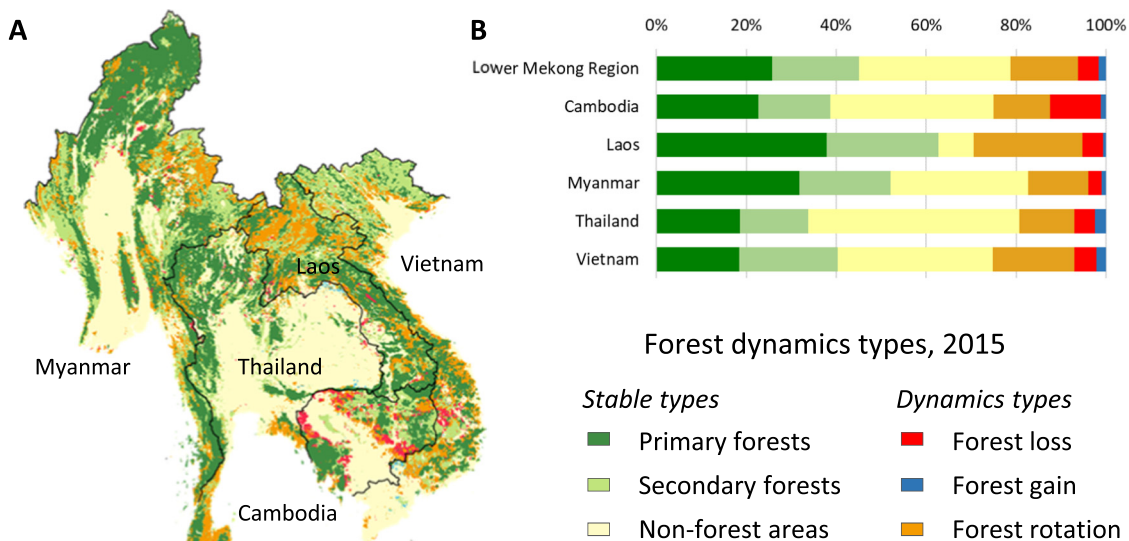 A
B
0% 20% 40% 60% 80% 100%
Lower Mekong Region
Cambodia
Laos
Myanmar
Thailand
Vietnam
Laos
Vietnam
Myanmar
Thailand
Cambodia
Forest dynamics types, 2015
Stable types
Primary forests
Secondary forests
Non-forest areas
Dynamics types
Forest loss
Forest gain
Forest rotation